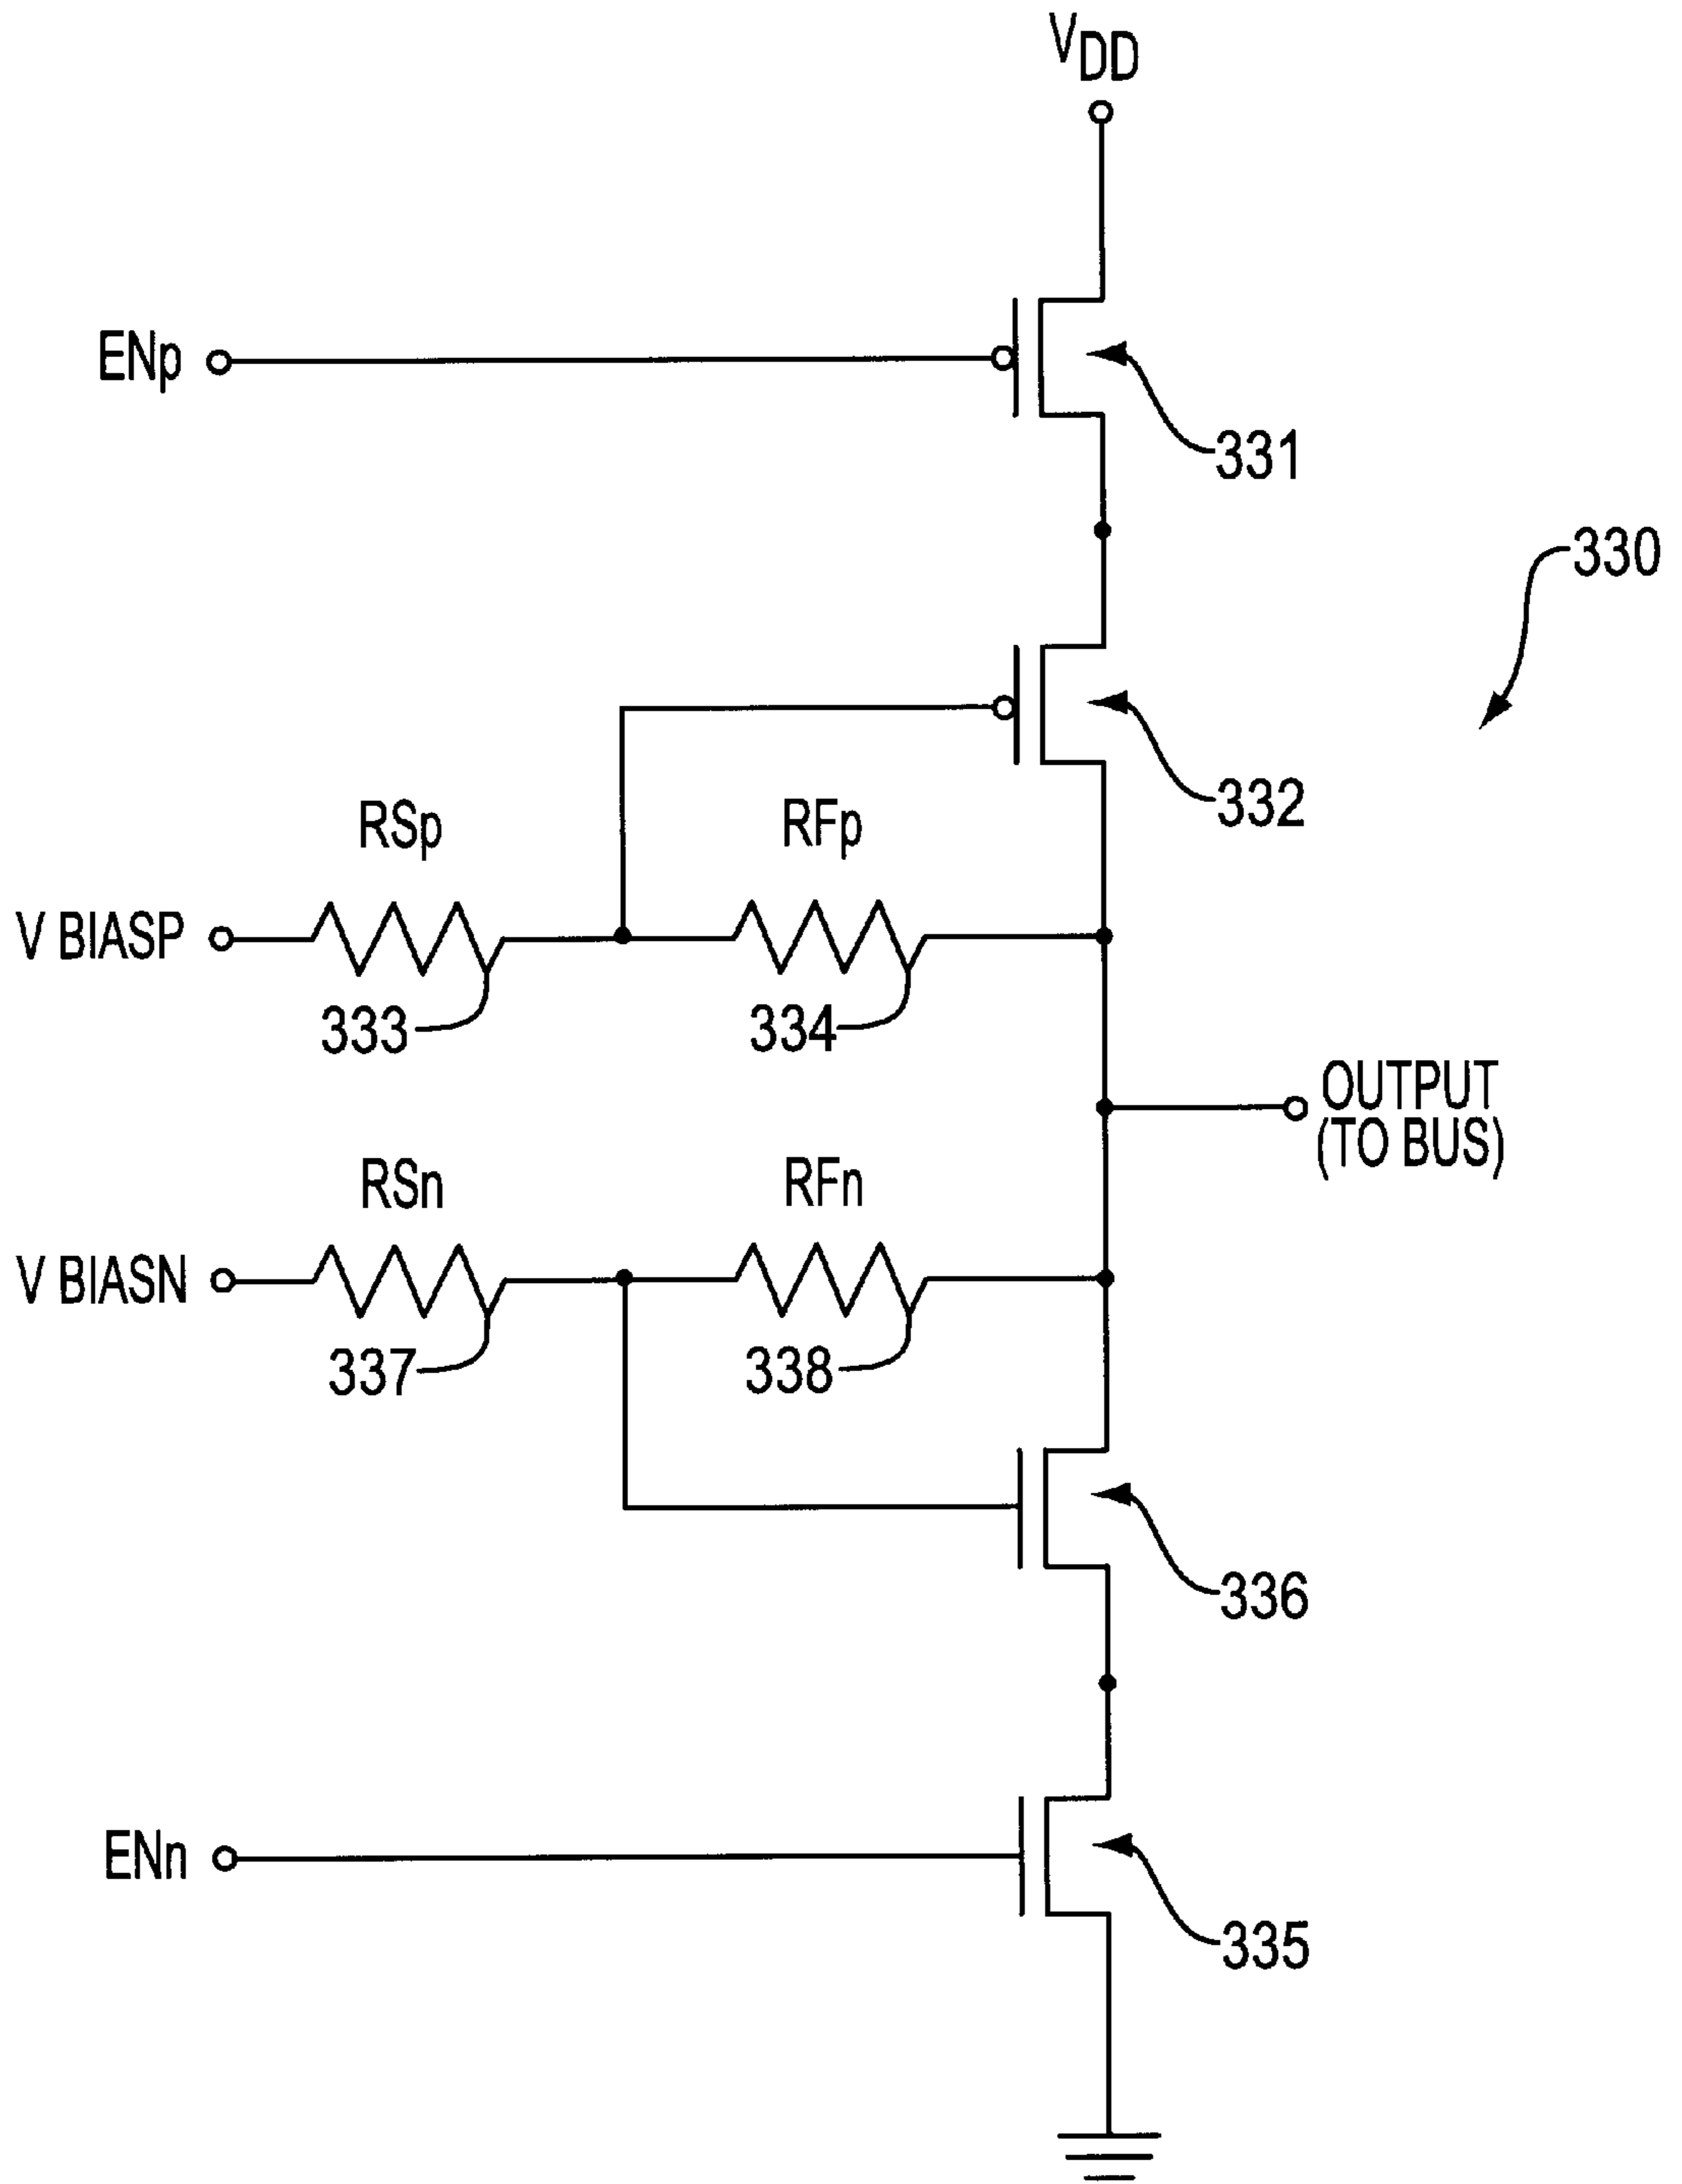 VDD
ENp
331
330
332
RSp
RFp
V BIASP
333
334
OUTPUT
(TO BUS)
RSn
RFn
V BIASN
337
338
336
ENn
335